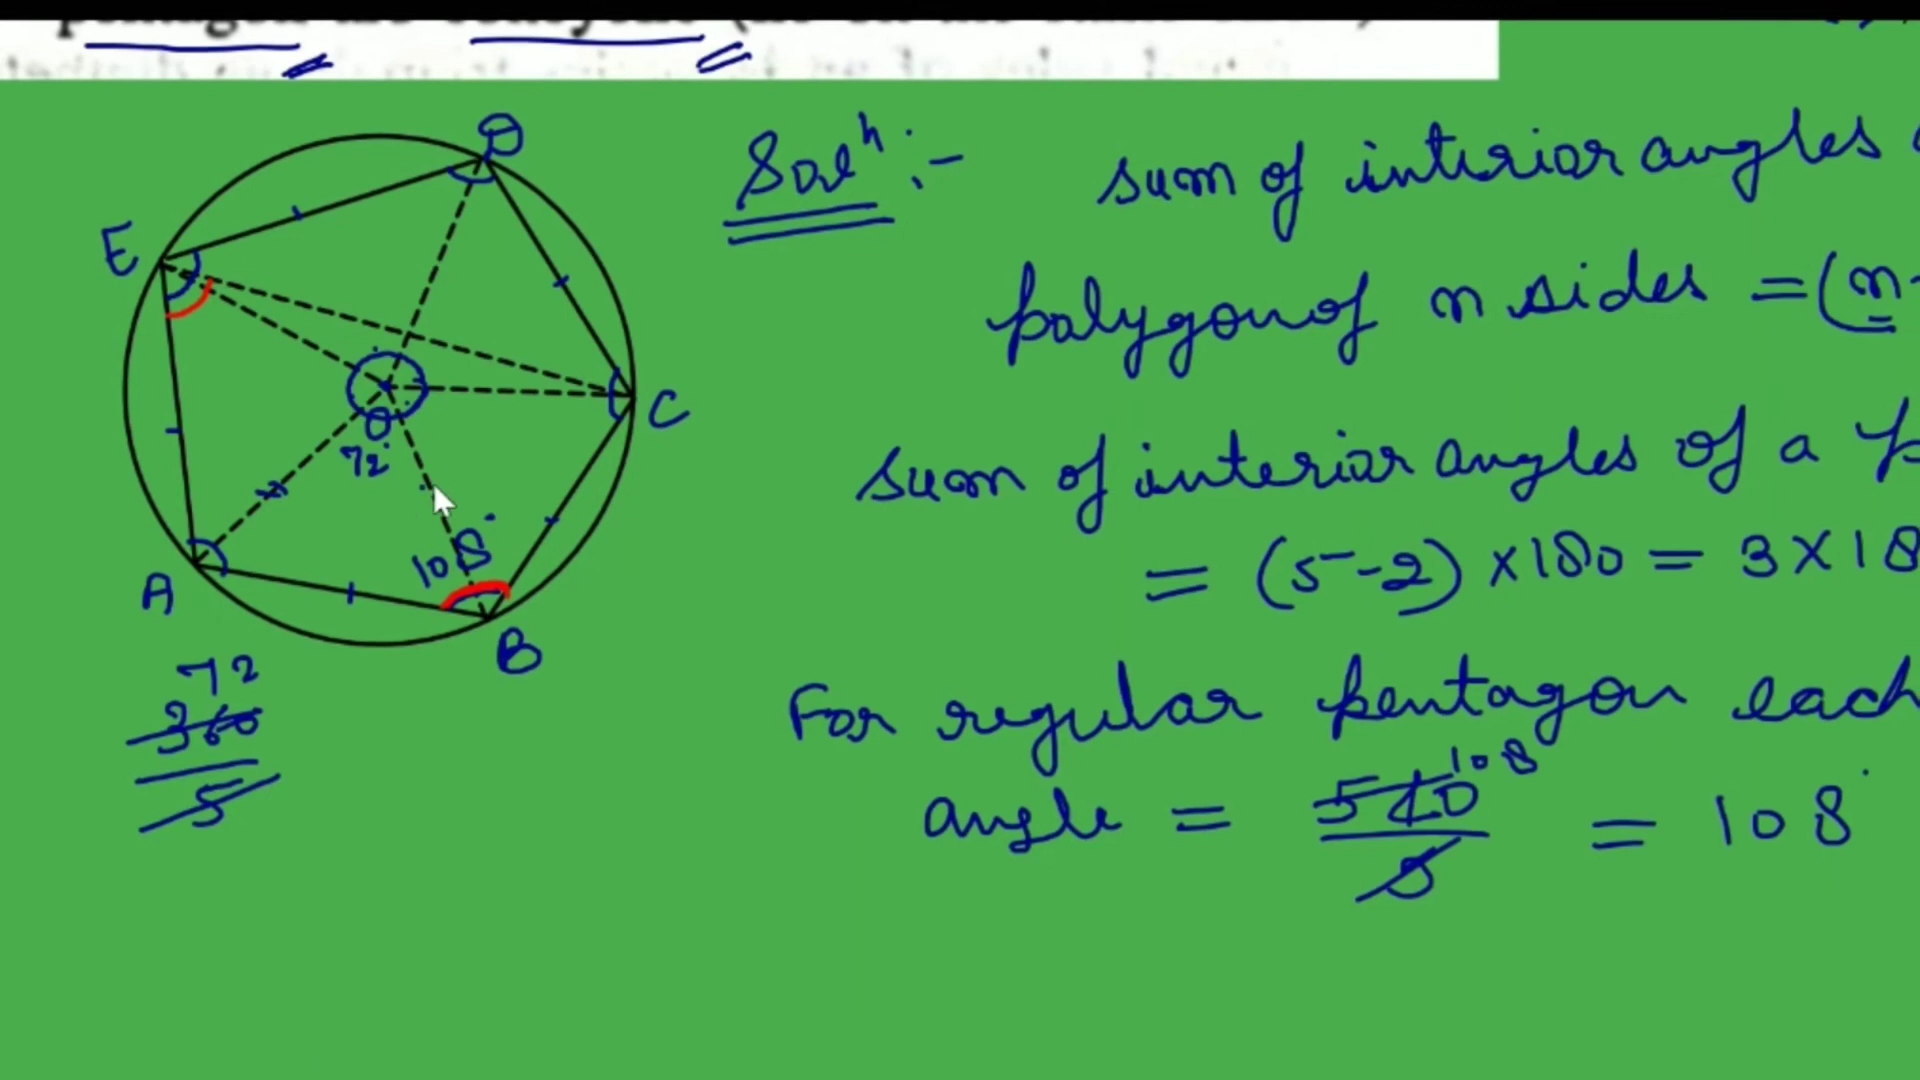 D
E
C
O
72°
108°
A
B
72
360
5
Solⁿ :-
sum of interior angles
polygon of n sides = (n-
sum of interior angles of a
= (5-2) × 180 = 3 × 18
For regular pentagon each
angle = 540 / 5 = 108°
108